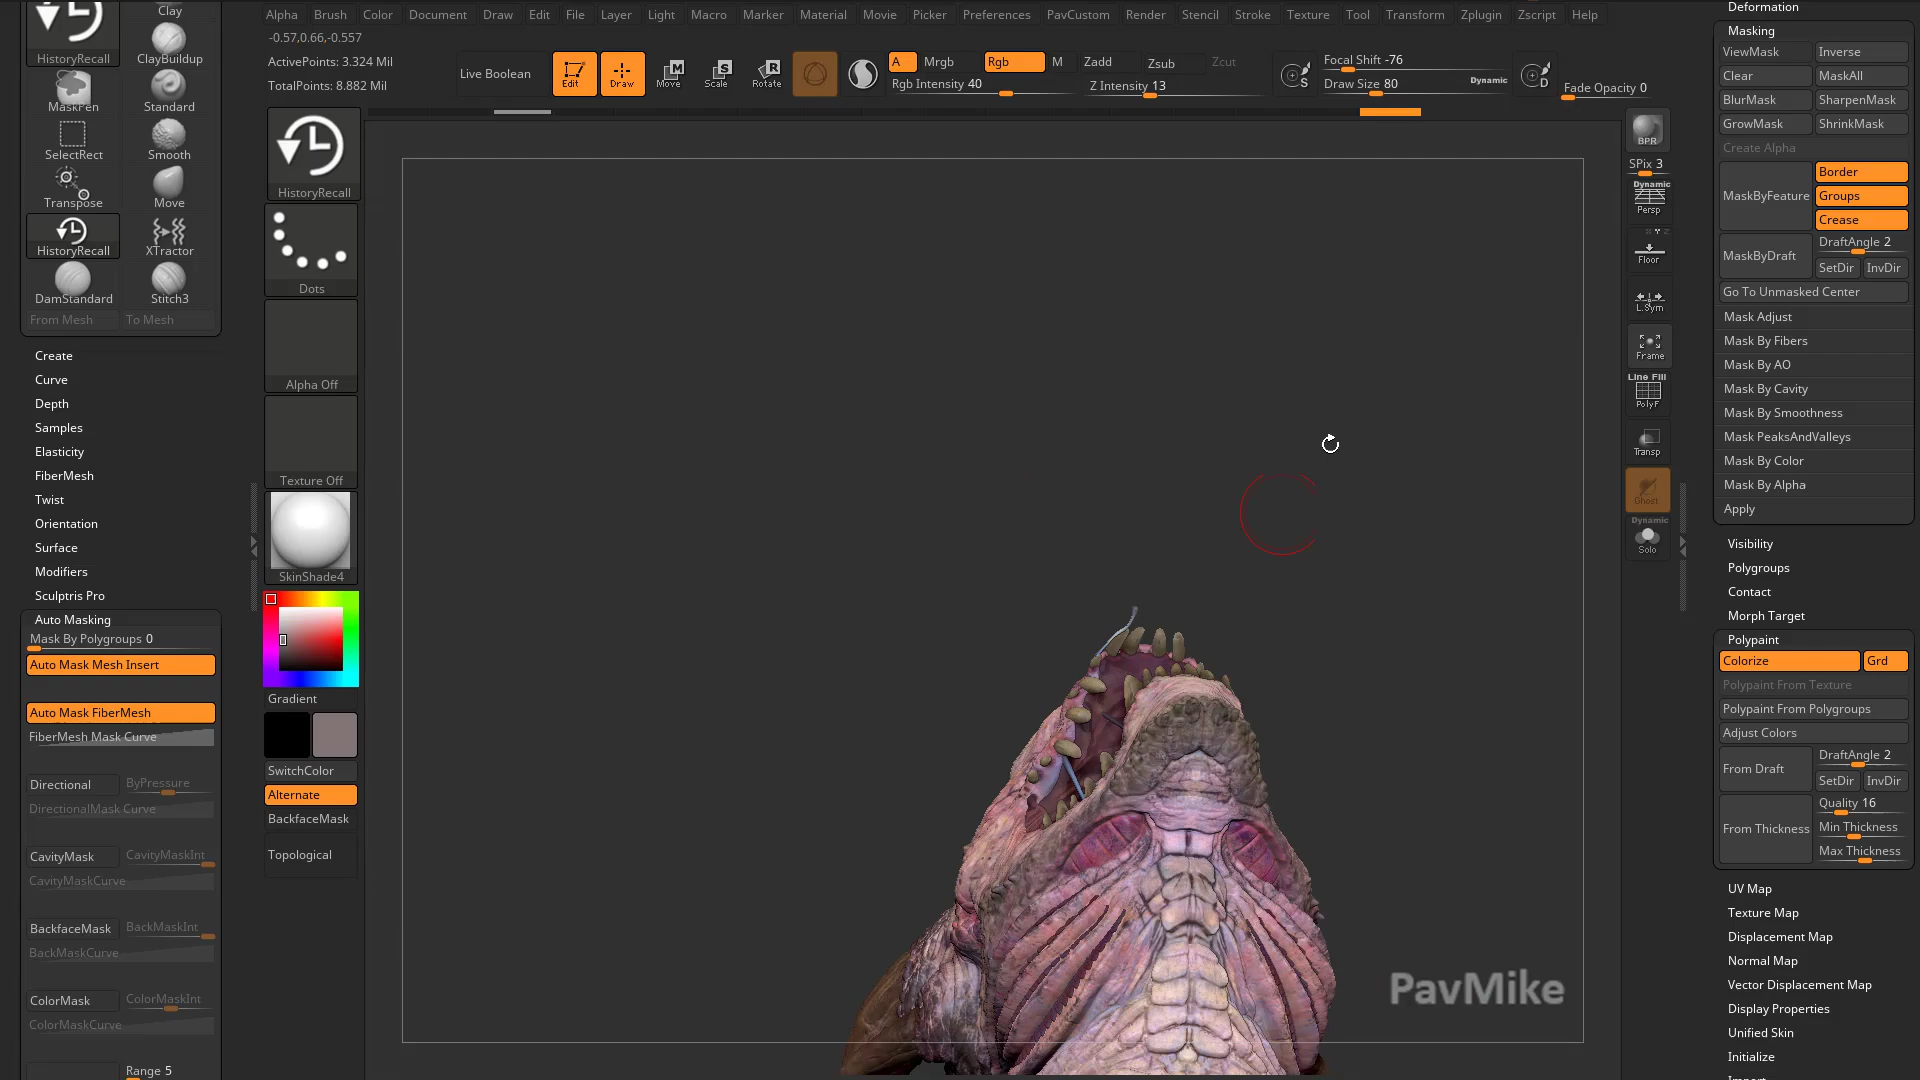 Alpha Brush Color Document Draw Edit File Layer Light Macro Marker Material Movie Picker Preferences PavCustom Render Stencil Stroke Texture Tool Transform Zplugin Zscript Help
-0.57,0.66,-0.557
ActivePoints: 3.324 Mil
TotalPoints: 8.882 Mil
Live Boolean
Edit
Draw
Move
Scale
Rotate
A
Mrgb
Rgb
M
Zadd
Zsub
Zcut
Rgb Intensity 40
Z Intensity 13
Focal Shift -76
Draw Size 80
Dynamic
Fade Opacity 0
Clay
HistoryRecall
ClayBuildup
MaskPen
Standard
SelectRect
Smooth
Transpose
Move
HistoryRecall
XTractor
DamStandard
Stitch3
From Mesh
To Mesh
Create
Curve
Depth
Samples
Elasticity
FiberMesh
Twist
Orientation
Surface
Modifiers
Sculptris Pro
Auto Masking
Mask By Polygroups 0
Auto Mask Mesh Insert
Auto Mask FiberMesh
FiberMesh Mask Curve
Directional
ByPressure
DirectionalMask Curve
CavityMask
CavityMaskInt
CavityMaskCurve
BackfaceMask
BackMaskInt
BackMaskCurve
ColorMask
ColorMaskInt
ColorMaskCurve
Range 5
HistoryRecall
Dots
Alpha Off
Texture Off
SkinShade4
Gradient
SwitchColor
Alternate
BackfaceMask
Topological
PavMike
BPR
SPix 3
Dynamic
Persp
Floor
L.Sym
Frame
Line Fill
PolyF
Transp
Ghost
Dynamic
Solo
Deformation
Masking
ViewMask
Inverse
Clear
MaskAll
BlurMask
SharpenMask
GrowMask
ShrinkMask
Create Alpha
MaskByFeature
Border
Groups
Crease
MaskByDraft
DraftAngle 2
SetDir
InvDir
Go To Unmasked Center
Mask Adjust
Mask By Fibers
Mask By AO
Mask By Cavity
Mask By Smoothness
Mask PeaksAndValleys
Mask By Color
Mask By Alpha
Apply
Visibility
Polygroups
Contact
Morph Target
Polypaint
Colorize
Grd
Polypaint From Texture
Polypaint From Polygroups
Adjust Colors
From Draft
DraftAngle 2
SetDir
InvDir
From Thickness
Quality 16
Min Thickness
Max Thickness
UV Map
Texture Map
Displacement Map
Normal Map
Vector Displacement Map
Display Properties
Unified Skin
Initialize